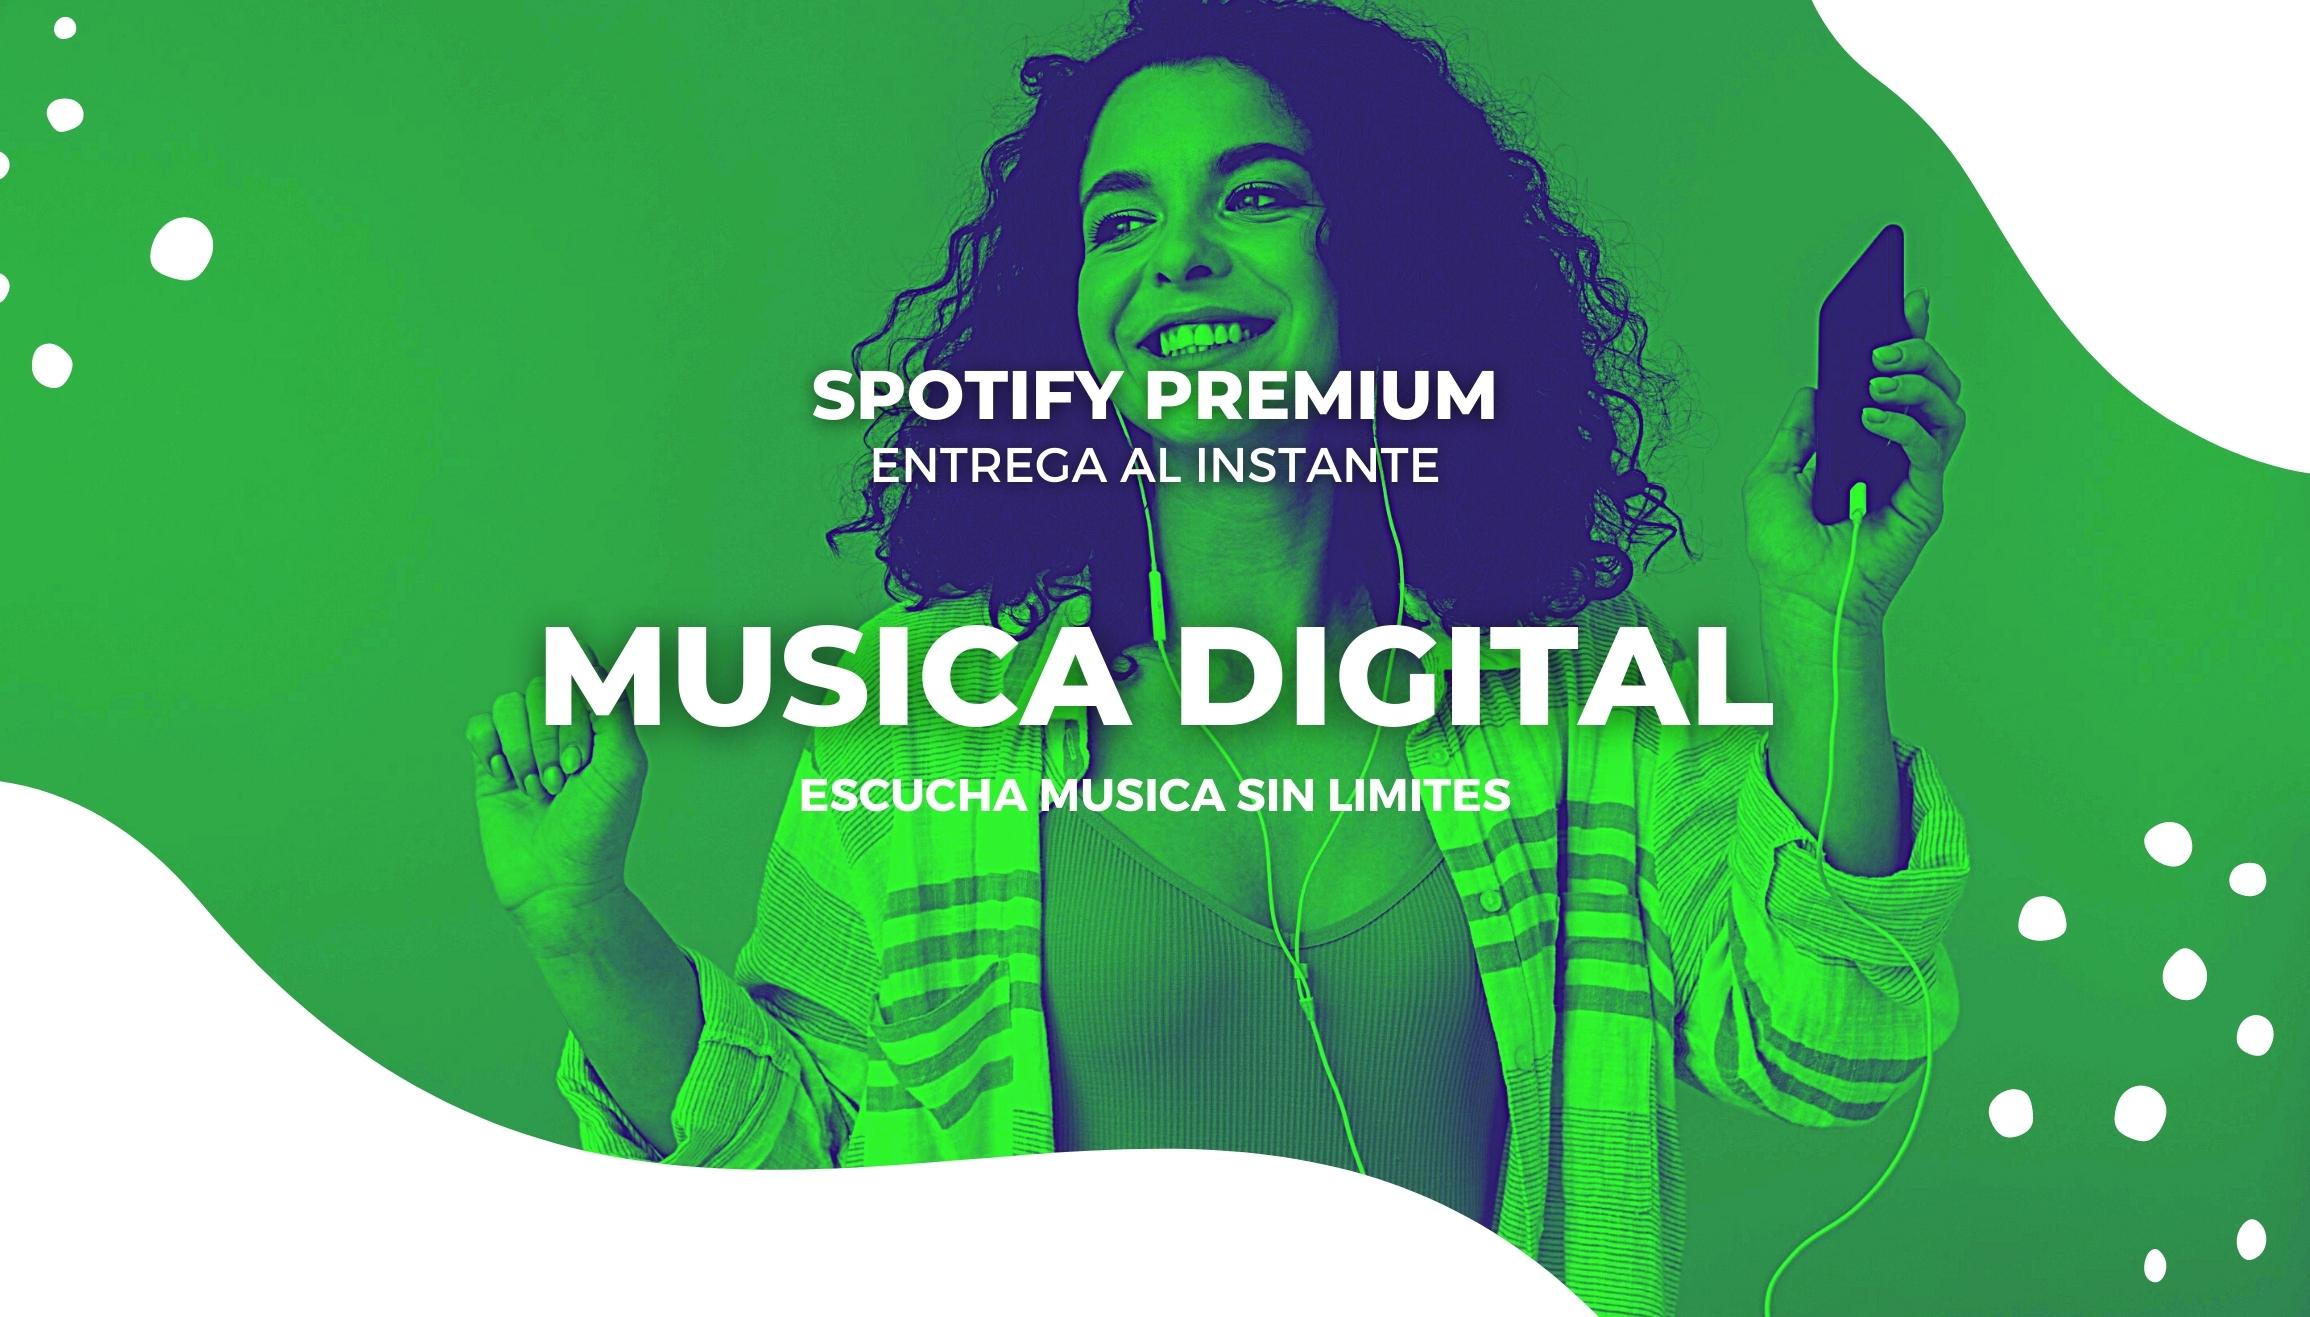 SPOTIFY PREMIUM
ENTREGA AL INSTANTE
MUSICA DIGITAL
ESCUCHA MUSICA SIN LIMITES